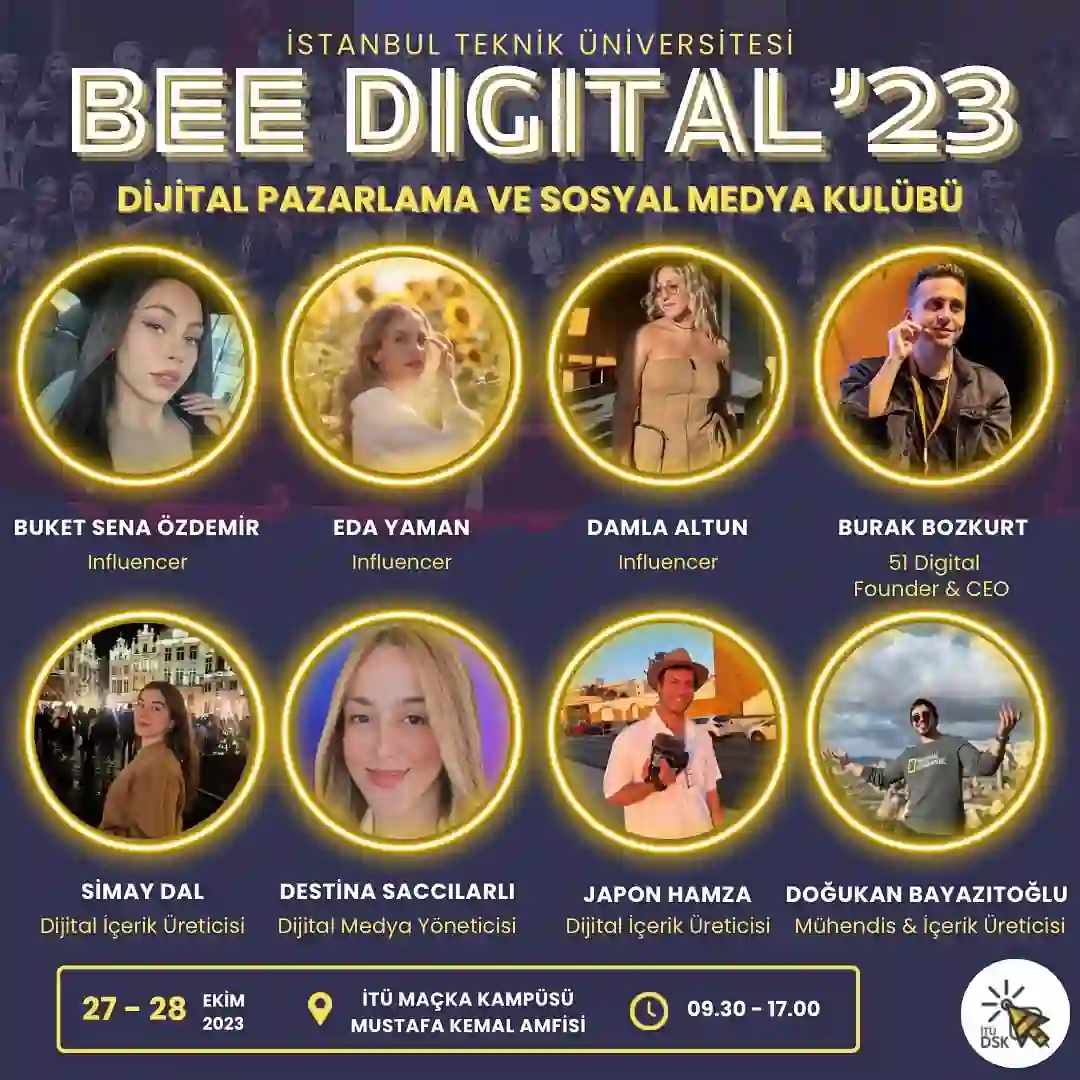 İSTANBUL TEKNİK ÜNİVERSİTESİ
BEE DIGITAL '23
DİJİTAL PAZARLAMA VE SOSYAL MEDYA KULÜBÜ
BUKET SENA ÖZDEMİR
Influencer
EDA YAMAN
Influencer
DAMLA ALTUN
Influencer
BURAK BOZKURT
51 Digital
Founder & CEO
SİMAY DAL
Dijital İçerik Üreticisi
DESTİNA SACCILARLI
Dijital Medya Yöneticisi
JAPON HAMZA
Dijital İçerik Üreticisi
DOĞUKAN BAYAZITOĞLU
Mühendis & İçerik Üreticisi
27 - 28
EKİM
2023
İTÜ MAÇKA KAMPÜSÜ
MUSTAFA KEMAL AMFİSİ
09.30 - 17.00
İTÜ
DSK